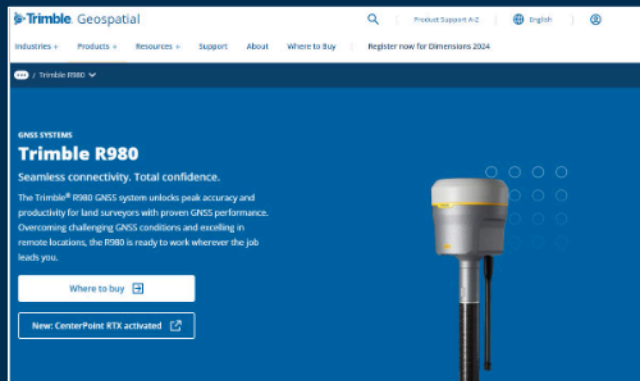 Trimble. Geospatial
Product Support A-Z
English
Industries +
Products +
Resources +
Support
About
Where to Buy
Register now for Dimensions 2024
/ Trimble R980
GNSS SYSTEMS
Trimble R980
Seamless connectivity. Total confidence.
The Trimble® R980 GNSS system unlocks peak accuracy and
productivity for land surveyors with proven GNSS performance.
Overcoming challenging GNSS conditions and excelling in
remote locations, the R980 is ready to work wherever the job
leads you.
Where to buy
New: CenterPoint RTX activated